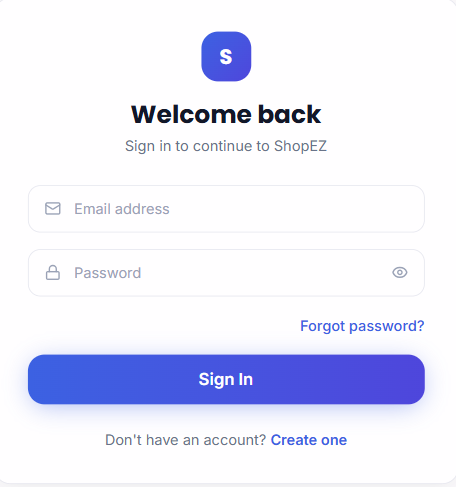 S
Welcome back
Sign in to continue to ShopEZ
Email address
Password
Forgot password?
Sign In
Don't have an account? Create one